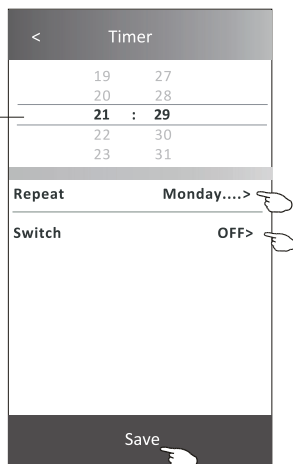 < Timer
19 27
20 28
21 : 29
22 30
23 31
Repeat Monday....>
Switch OFF>
Save